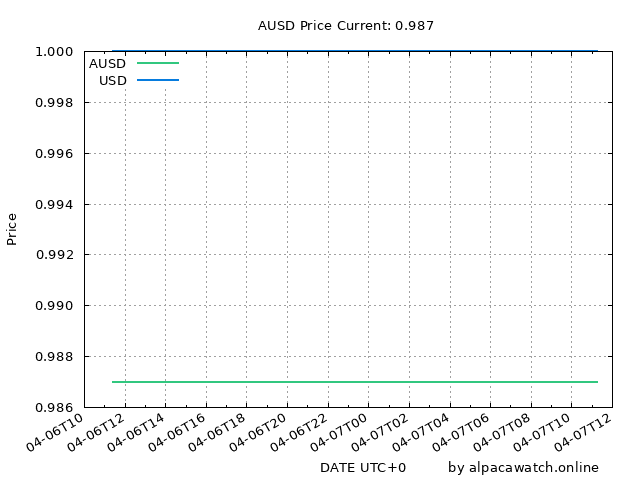 AUSD Price Current: 0.987
1.000
AUSD
USD
0.998
0.996
0.994
0.992
0.990
0.988
0.986
Price
04-06T10 04-06T12 04-06T14 04-06T16 04-06T18 04-06T20 04-06T22 04-07T00 04-07T02 04-07T04 04-07T06 04-07T08 04-07T10 04-07T12
DATE UTC+0 by alpacawatch.online